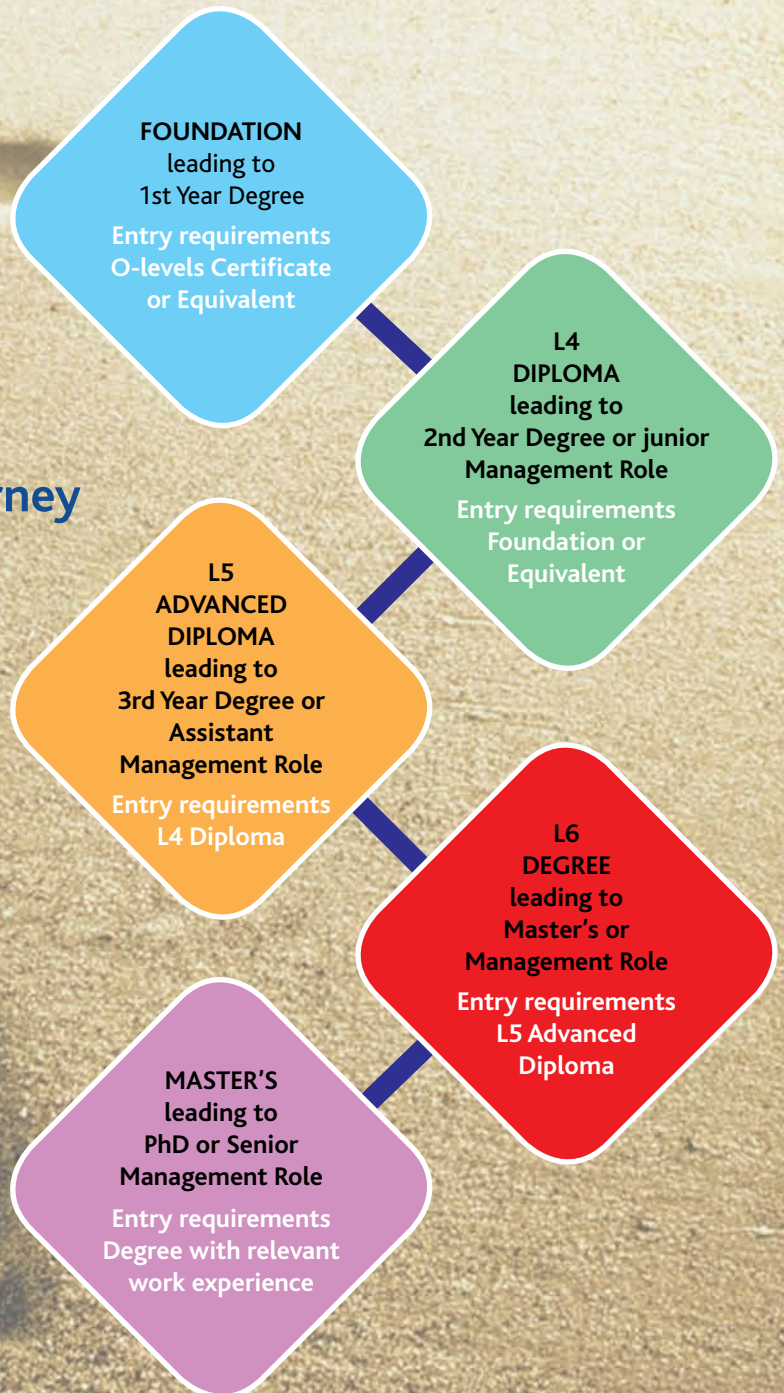 FOUNDATION
leading to
1st Year Degree
Entry requirements
O-levels Certificate
or Equivalent
L4
DIPLOMA
leading to
2nd Year Degree or junior
Management Role
Entry requirements
Foundation or
Equivalent
L5
ADVANCED
DIPLOMA
leading to
3rd Year Degree or
Assistant
Management Role
Entry requirements
L4 Diploma
L6
DEGREE
leading to
Master's or
Management Role
Entry requirements
L5 Advanced
Diploma
MASTER'S
leading to
PhD or Senior
Management Role
Entry requirements
Degree with relevant
work experience